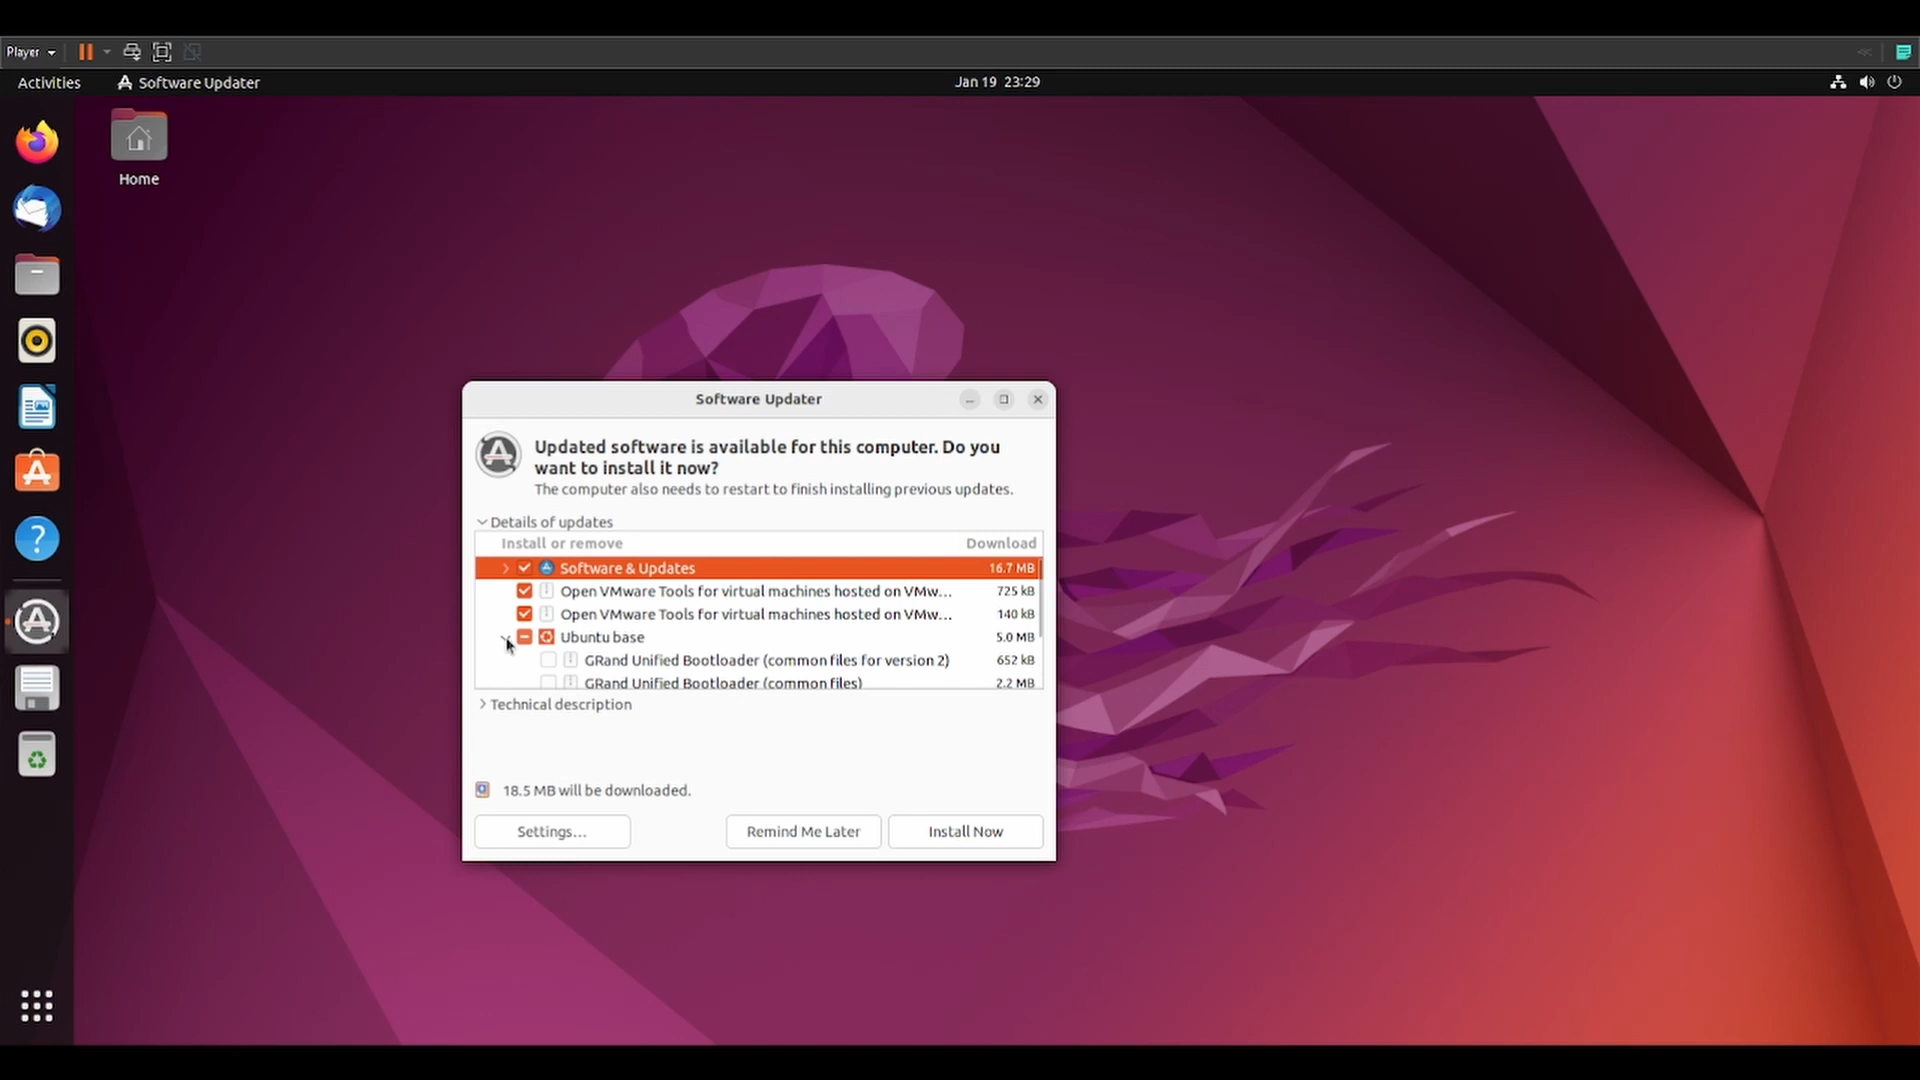 Player
Activities
Software Updater
Jan 19 23:29
Home
Software Updater
Updated software is available for this computer. Do you
want to install it now?
The computer also needs to restart to finish installing previous updates.
Details of updates
Install or remove Download
Software & Updates 16.7 MB
Open VMware Tools for virtual machines hosted on VMw... 725 kB
Open VMware Tools for virtual machines hosted on VMw... 140 kB
Ubuntu base 5.0 MB
GRand Unified Bootloader (common files for version 2) 652 kB
GRand Unified Bootloader (common files) 2.2 MB
Technical description
18.5 MB will be downloaded.
Settings...
Remind Me Later
Install Now